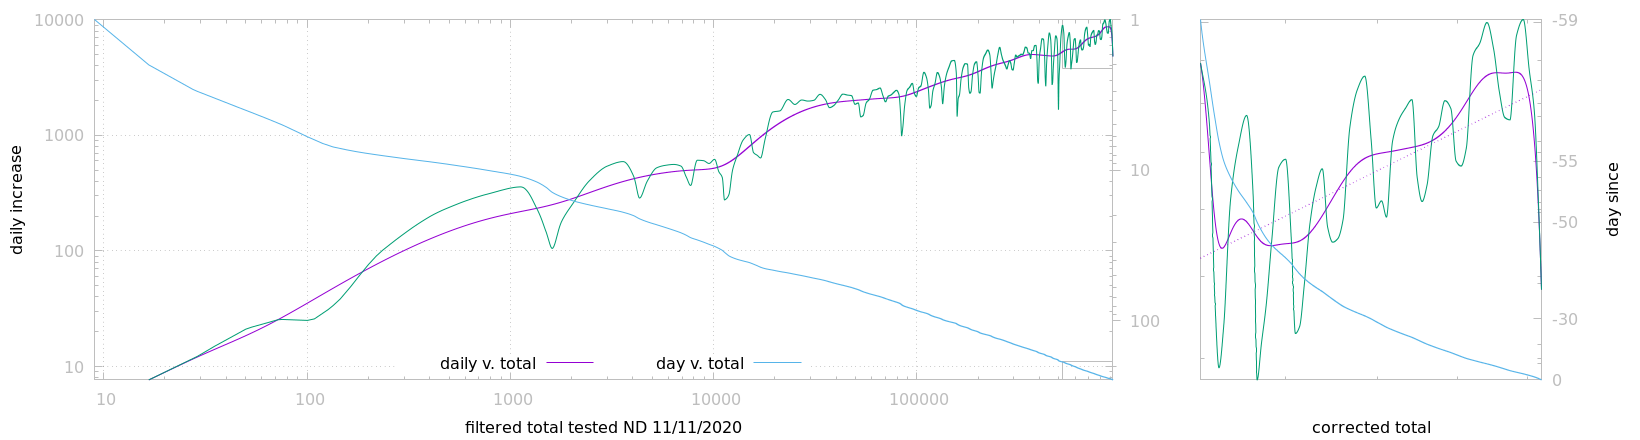 10000
1000
100
10
daily increase
10
100
1000
10000
100000
filtered total tested ND 11/11/2020
daily v. total
day v. total
1
10
100
-59
-55
-50
-30
0
day since
corrected total